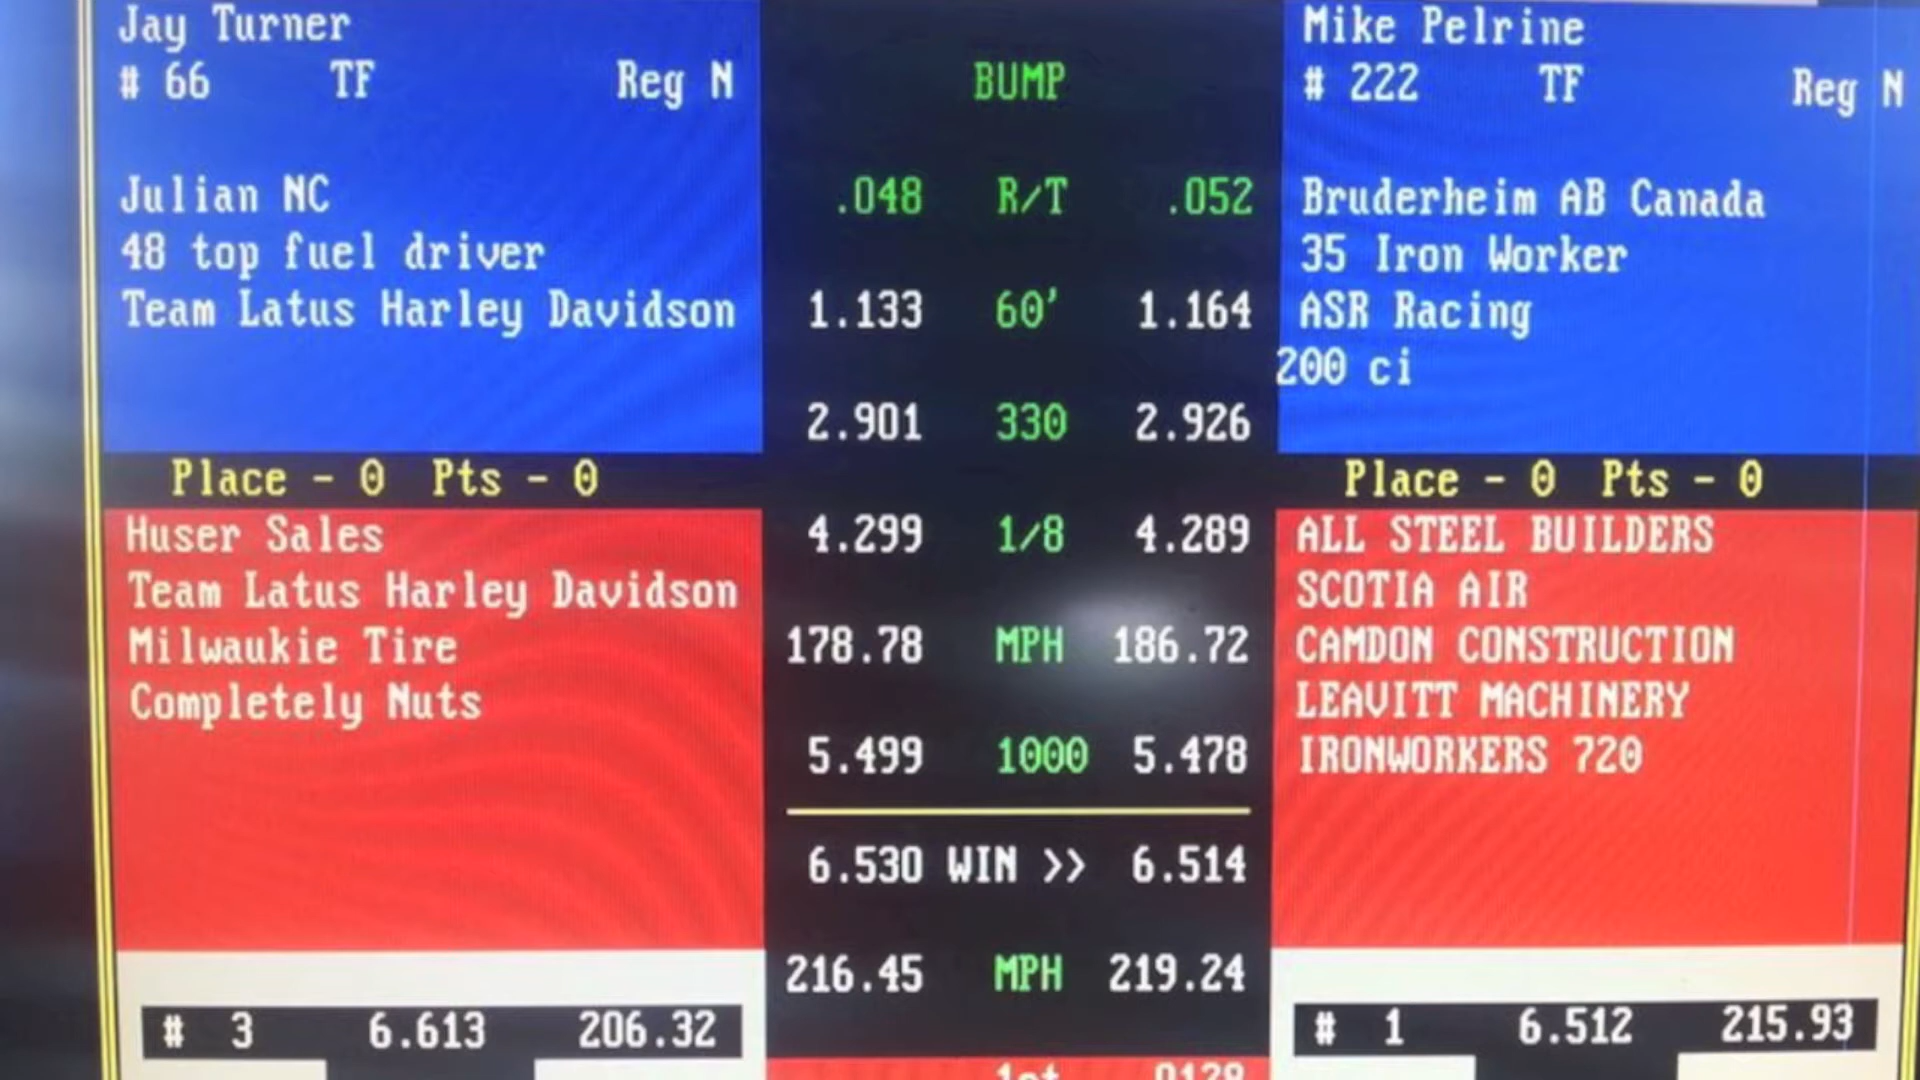 Jay Turner
# 66 TF Reg N
Julian NC
48 top fuel driver
Team Latus Harley Davidson
Place - 0 Pts - 0
Huser Sales
Team Latus Harley Davidson
Milwaukie Tire
Completely Nuts
# 3 6.613 206.32
BUMP
.048 R/T .052
1.133 60' 1.164
2.901 330 2.926
4.299 1/8 4.289
178.78 MPH 186.72
5.499 1000 5.478
6.530 WIN >> 6.514
216.45 MPH 219.24
1st .0128
Mike Pelrine
# 222 TF Reg N
Bruderheim AB Canada
35 Iron Worker
ASR Racing
200 ci
Place - 0 Pts - 0
ALL STEEL BUILDERS
SCOTIA AIR
CAMDON CONSTRUCTION
LEAVITT MACHINERY
IRONWORKERS 720
# 1 6.512 215.93